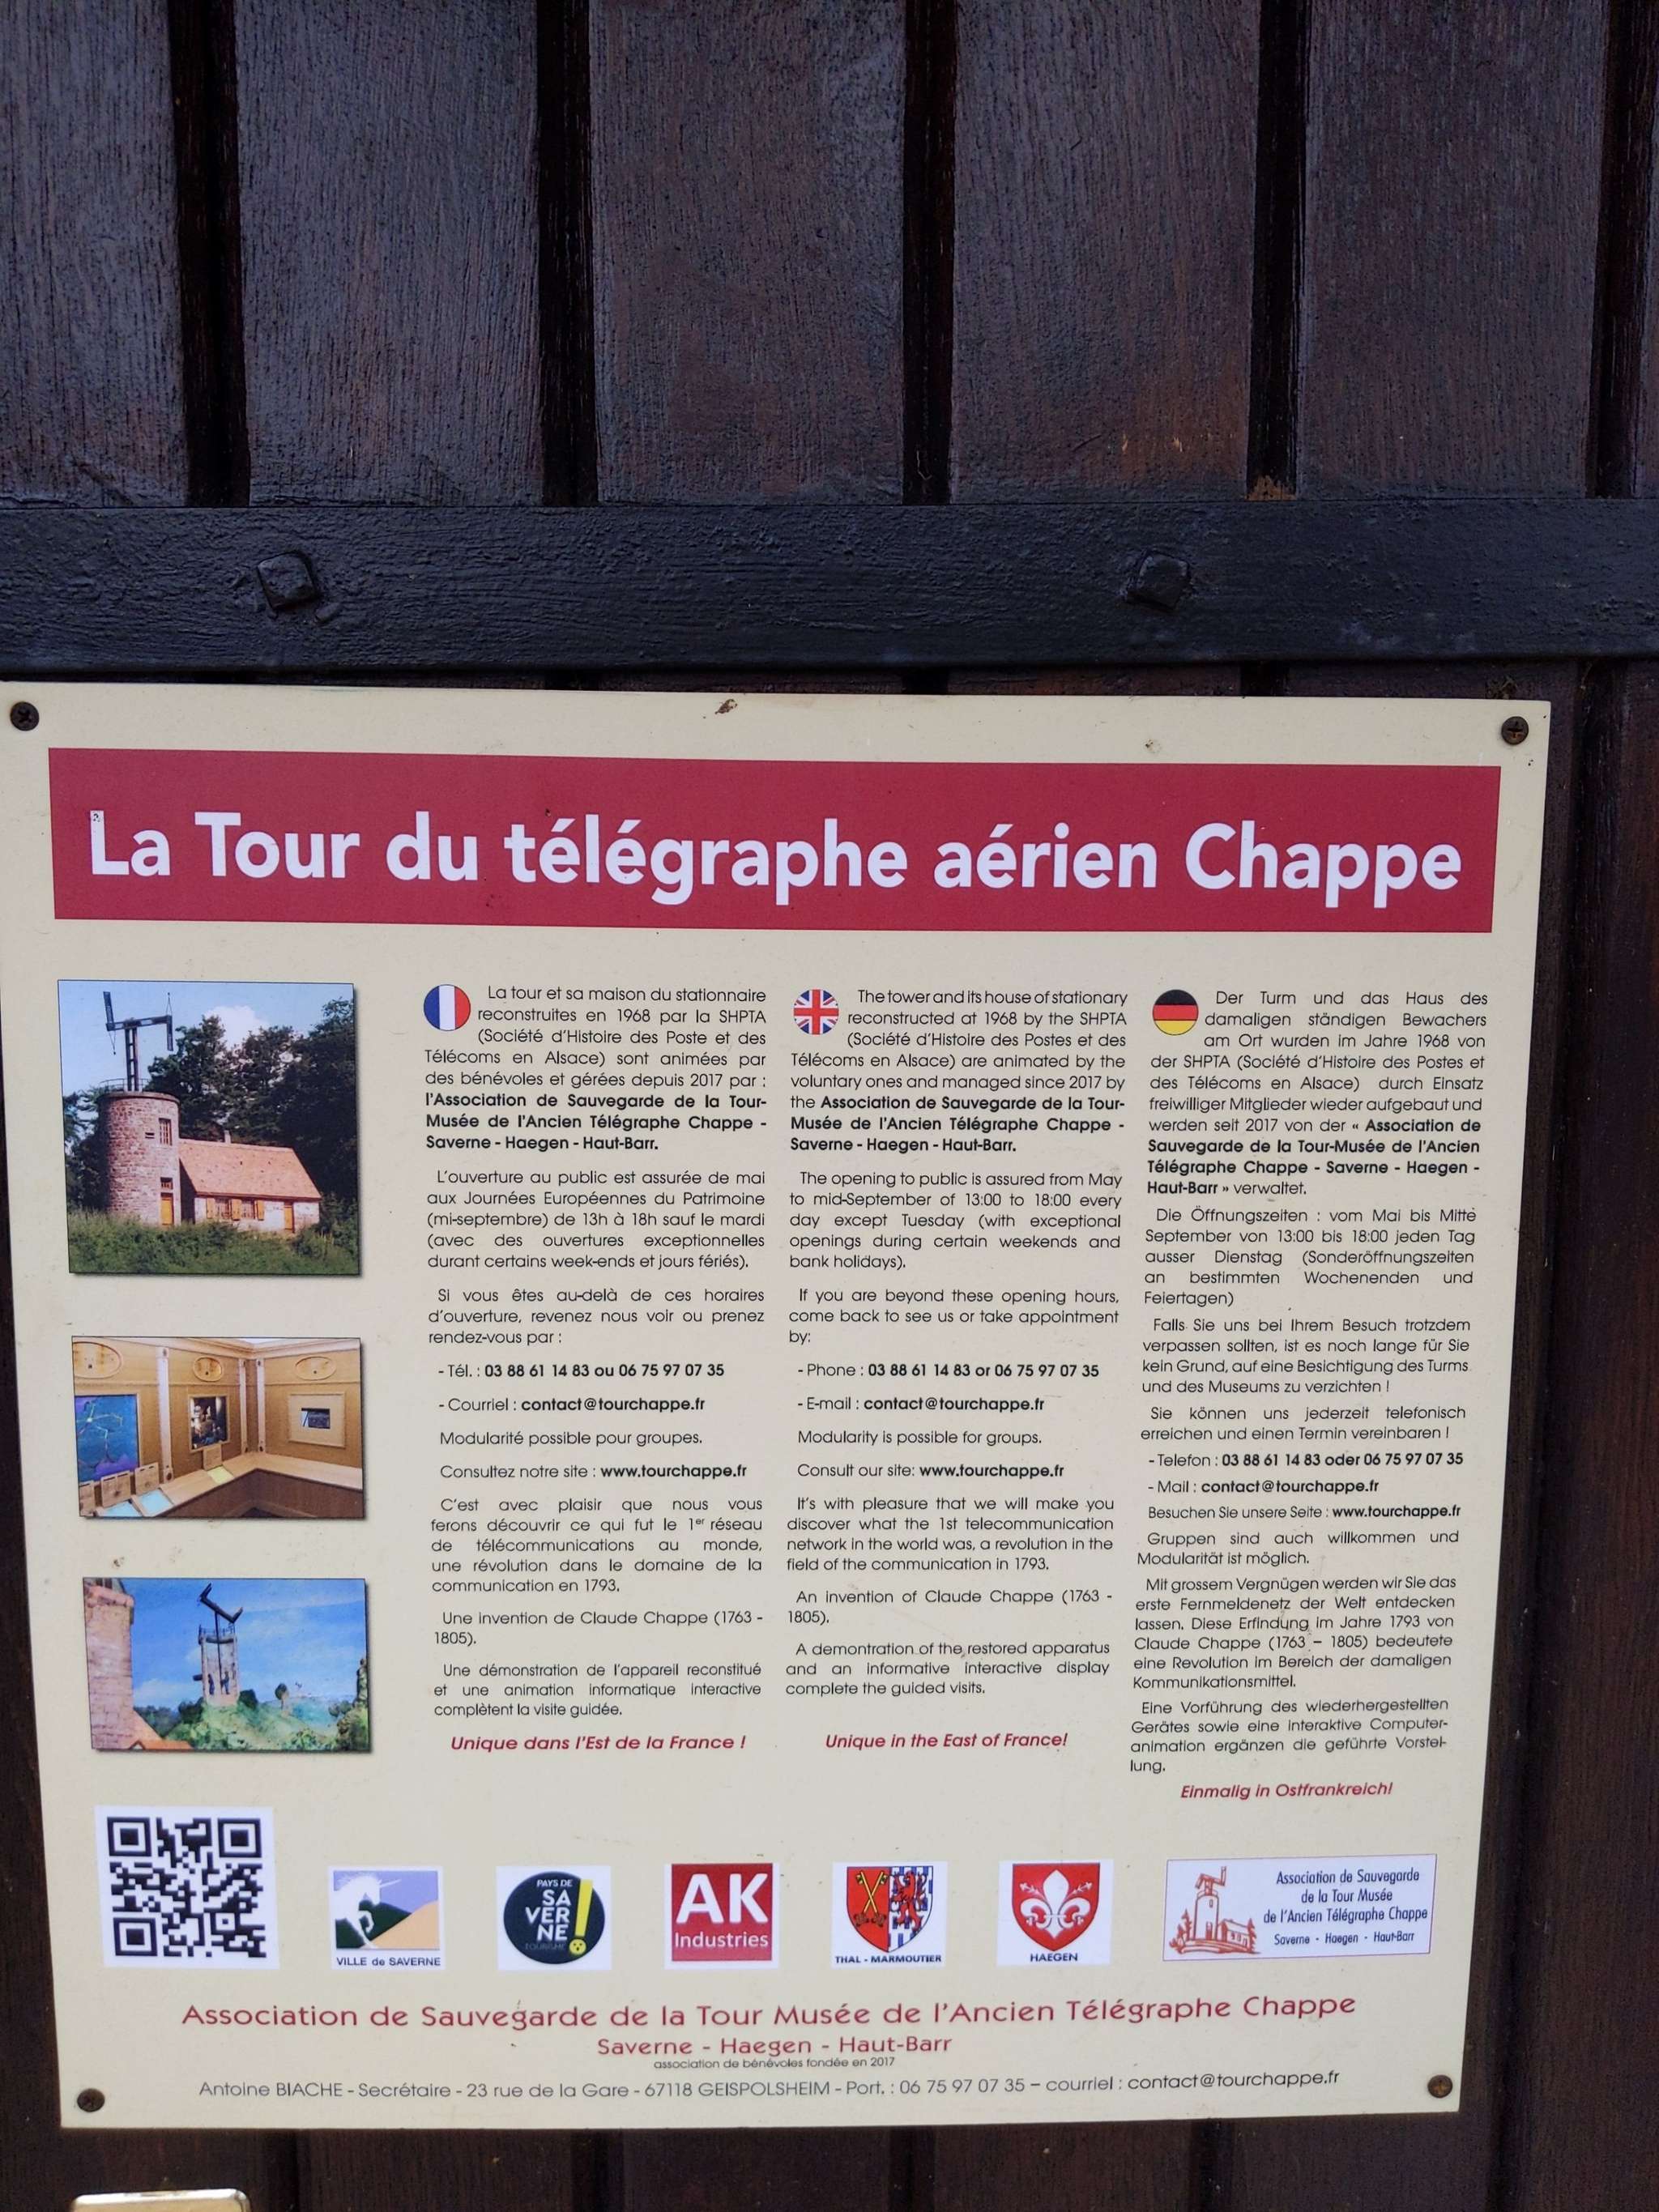 La Tour du télégraphe aérien Chappe
La tour et sa maison du stationnaire
reconstruites en 1968 par la SHPTA
(Société d'Histoire des Poste et des
Télécoms en Alsace) sont animées par
des bénévoles et gérées depuis 2017 par :
l'Association de Sauvegarde de la Tour-
Musée de l'Ancien Télégraphe Chappe -
Saverne - Haegen - Haut-Barr.
L'ouverture au public est assurée de mai
aux Journées Européennes du Patrimoine
(mi-septembre) de 13h à 18h sauf le mardi
(avec des ouvertures exceptionnelles
durant certains week-ends et jours fériés).
Si vous êtes au-delà de ces horaires
d'ouverture, revenez nous voir ou prenez
rendez-vous par :
- Tél. : 03 88 61 14 83 ou 06 75 97 07 35
- Courriel : contact@tourchappe.fr
Modularité possible pour groupes.
Consultez notre site : www.tourchappe.fr
C'est avec plaisir que nous vous
ferons découvrir ce qui fut le 1er réseau
de télécommunications au monde,
une révolution dans le domaine de la
communication en 1793.
Une invention de Claude Chappe (1763 -
1805).
Une démonstration de l'appareil reconstitué
et une animation informatique interactive
complètent la visite guidée.
Unique dans l'Est de la France !
The tower and its house of stationary
reconstructed at 1968 by the SHPTA
(Société d'Histoire des Postes et des
Télécoms en Alsace) are animated by the
voluntary ones and managed since 2017 by
the Association de Sauvegarde de la Tour-
Musée de l'Ancien Télégraphe Chappe -
Saverne - Haegen - Haut-Barr.
The opening to public is assured from May
to mid-September of 13:00 to 18:00 every
day except Tuesday (with exceptional
openings during certain weekends and
bank holidays).
If you are beyond these opening hours,
come back to see us or take appointment
by:
- Phone : 03 88 61 14 83 or 06 75 97 07 35
- E-mail : contact@tourchappe.fr
Modularity is possible for groups.
Consult our site: www.tourchappe.fr
It's with pleasure that we will make you
discover what the 1st telecommunication
network in the world was, a revolution in the
field of the communication in 1793.
An invention of Claude Chappe (1763 -
1805).
A demontration of the restored apparatus
and an informative interactive display
complete the guided visits.
Unique in the East of France!
Der Turm und das Haus des
damaligen ständigen Bewachers
am Ort wurden im Jahre 1968 von
der SHPTA (Société d'Histoire des Postes et
des Télécoms en Alsace) durch Einsatz
freiwilliger Mitglieder wieder aufgebaut und
werden seit 2017 von der « Association de
Sauvegarde de la Tour-Musée de l'Ancien
Télégraphe Chappe - Saverne - Haegen -
Haut-Barr » verwaltet.
Die Öffnungszeiten : vom Mai bis Mitte
September von 13:00 bis 18:00 jeden Tag
ausser Dienstag (Sonderöffnungszeiten
an bestimmten Wochenenden und
Feiertagen)
Falls Sie uns bei Ihrem Besuch trotzdem
verpassen sollten, ist es noch lange für Sie
kein Grund, auf eine Besichtigung des Turms
und des Museums zu verzichten !
Sie können uns jederzeit telefonisch
erreichen und einen Termin vereinbaren !
- Telefon : 03 88 61 14 83 oder 06 75 97 07 35
- Mail : contact@tourchappe.fr
Besuchen Sie unsere Seite : www.tourchappe.fr
Gruppen sind auch willkommen und
Modularität ist möglich.
Mit grossem Vergnügen werden wir Sie das
erste Fernmeldenetz der Welt entdecken
lassen. Diese Erfindung im Jahre 1793 von
Claude Chappe (1763 – 1805) bedeutete
eine Revolution im Bereich der damaligen
Kommunikationsmittel.
Eine Vorführung des wiederhergestellten
Gerätes sowie eine interaktive Computer-
animation ergänzen die geführte Vorstel-
lung.
Einmalig in Ostfrankreich!
VILLE de SAVERNE
PAYS DE
SA
VER
NE
TOURISME
AK
Industries
THAL - MARMOUTIER
HAEGEN
Association de Sauvegarde
de la Tour Musée
de l'Ancien Télégraphe Chappe
Saverne - Haegen - Haut-Barr
Association de Sauvegarde de la Tour Musée de l'Ancien Télégraphe Chappe
Saverne - Haegen - Haut-Barr
association de bénévoles fondée en 2017
Antoine BIACHE - Secrétaire - 23 rue de la Gare - 67118 GEISPOLSHEIM - Port. : 06 75 97 07 35 – courriel : contact@tourchappe.fr